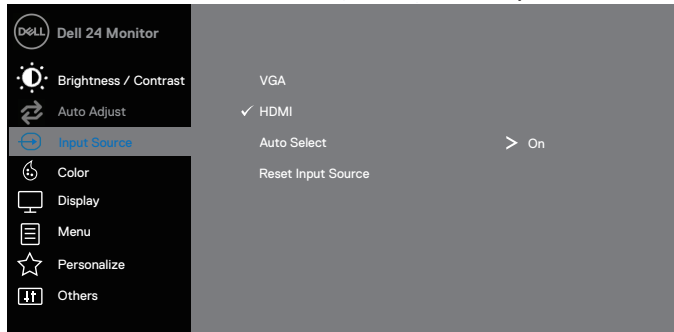 DELL Dell 24 Monitor
Brightness / Contrast
VGA
Auto Adjust
HDMI
Input Source
Auto Select
> On
Color
Reset Input Source
Display
Menu
Personalize
Others